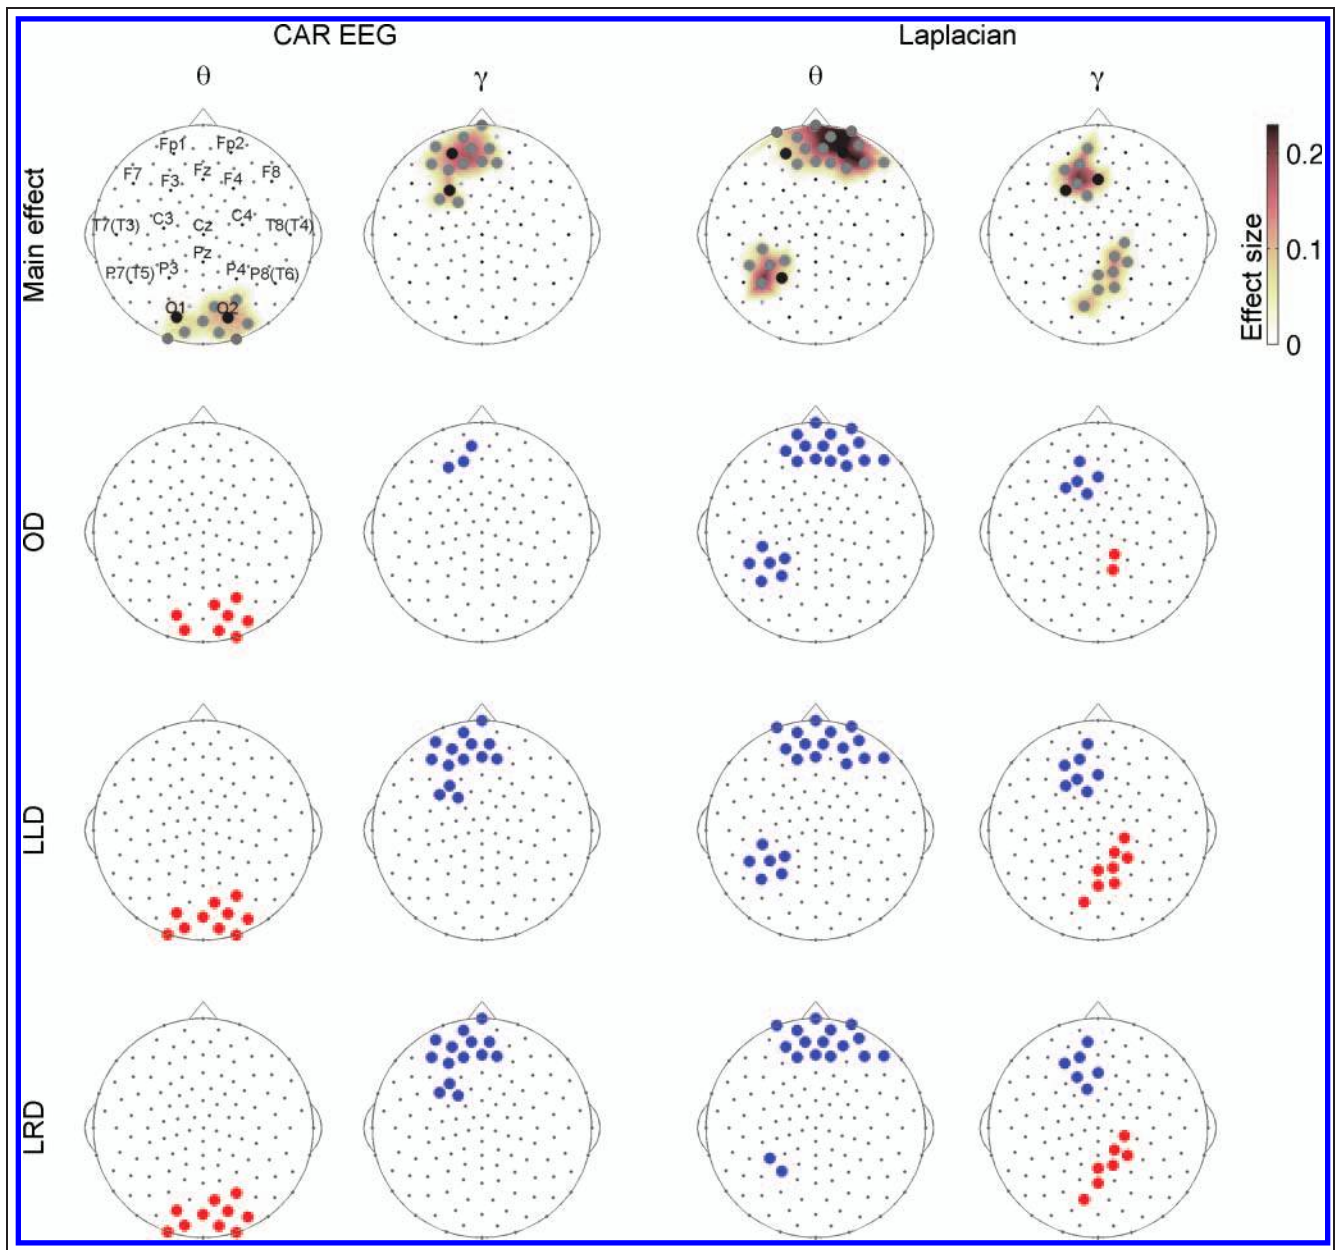 CAR EEG Laplacian
θ γ θ γ
Main effect
Fp1 Fp2
F7 F3 Fz F4 F8
T7(T3) C3 Cz C4 T8(T4)
P7(T5) P3 Pz P4 P8(T6)
O1 O2
Effect size
0.2
0.1
0
OD
LLD
LRD